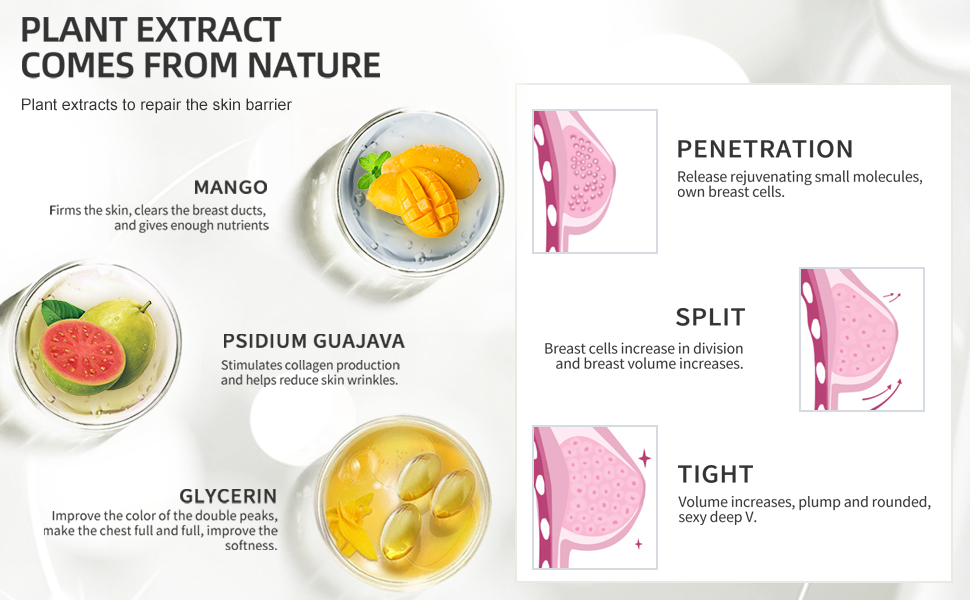 PLANT EXTRACT
COMES FROM NATURE
Plant extracts to repair the skin barrier
MANGO
Firms the skin, clears the breast ducts,
and gives enough nutrients
PSIDIUM GUAJAVA
Stimulates collagen production
and helps reduce skin wrinkles.
GLYCERIN
Improve the color of the double peaks,
make the chest full and full, improve the
softness.
PENETRATION
Release rejuvenating small molecules,
own breast cells.
SPLIT
Breast cells increase in division
and breast volume increases.
TIGHT
Volume increases, plump and rounded,
sexy deep V.